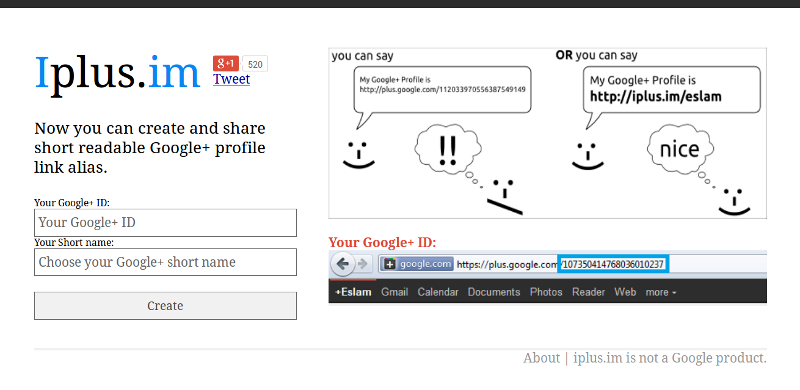 Iplus.im
g+1 520
Tweet
Now you can create and share
short readable Google+ profile
link alias.
Your Google+ ID:
Your Google+ ID
Your Short name:
Choose your Google+ short name
Create
you can say
My Google+ Profile is
http://plus.google.com/112033970556387549149
!!
OR you can say
My Google+ Profile is
http://iplus.im/eslam
nice
Your Google+ ID:
google.com https://plus.google.com/107350414768036010237
+Eslam Gmail Calendar Documents Photos Reader Web more
About | iplus.im is not a Google product.